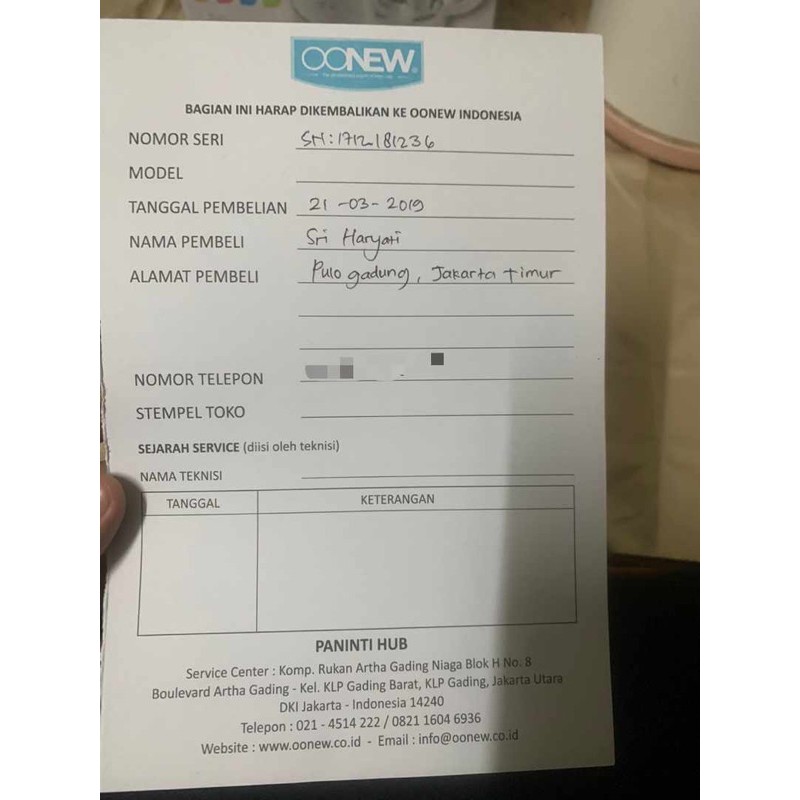 OONEW
BAGIAN INI HARAP DIKEMBALIKAN KE OONEW INDONESIA
NOMOR SERI SN:1712181236
MODEL
TANGGAL PEMBELIAN 21-03-2019
NAMA PEMBELI Sri Haryati
ALAMAT PEMBELI Pulo gadung, Jakarta Timur
NOMOR TELEPON
STEMPEL TOKO
SEJARAH SERVICE (diisi oleh teknisi)
NAMA TEKNISI
TANGGAL KETERANGAN
PANINTI HUB
Service Center : Komp. Rukan Artha Gading Niaga Blok H No. 8
Boulevard Artha Gading - Kel. KLP Gading Barat, KLP Gading, Jakarta Utara
DKI Jakarta - Indonesia 14240
Telepon : 021 - 4514 222 / 0821 1604 6936
Website : www.oonew.co.id - Email : info@oonew.co.id